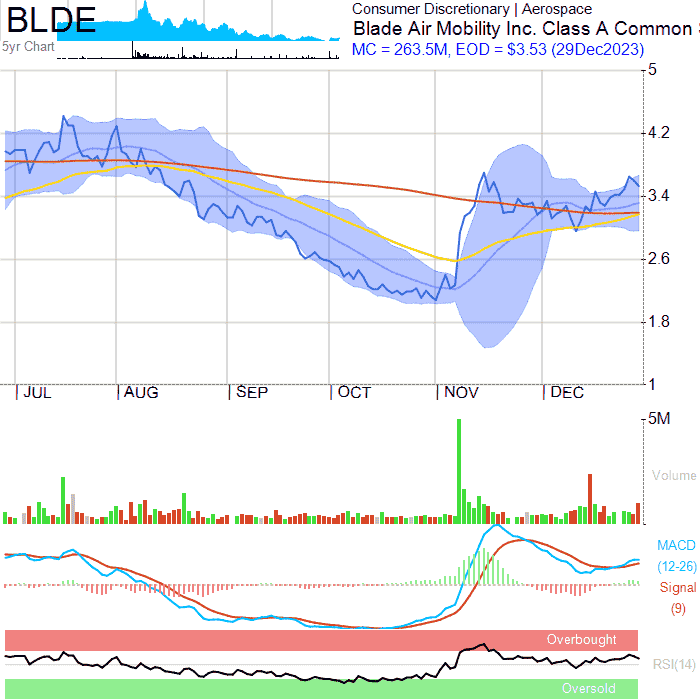 BLDE
5yr Chart
Consumer Discretionary | Aerospace
Blade Air Mobility Inc. Class A Common
MC = 263.5M, EOD = $3.53 (29Dec2023)
5
4.2
3.4
2.6
1.8
1
JUL AUG SEP OCT NOV DEC
5M
Volume
MACD
(12-26)
Signal
(9)
Overbought
RSI(14)
Oversold